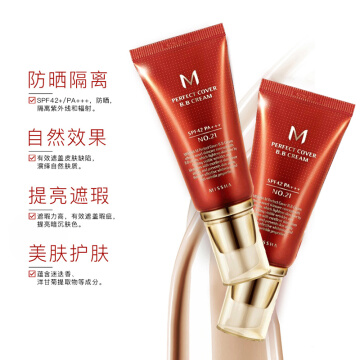 防晒隔离
SPF42+/PA+++,防晒,
隔离紫外线和辐射。
自然效果
有效遮盖皮肤缺陷,
演绎自然肤质。
提亮遮瑕
遮瑕力高、有效遮盖瑕疵,
提亮暗沉肤色。
美肤护肤
蕴含迷迭香、
洋甘菊提取物等成分。
M
PERFECT COVER
B.B CREAM
SPF42 PA+++
NO.21
MISSHA
M
PERFECT COVER
B.B CREAM
SPF42 PA+++
NO.21
MISSHA